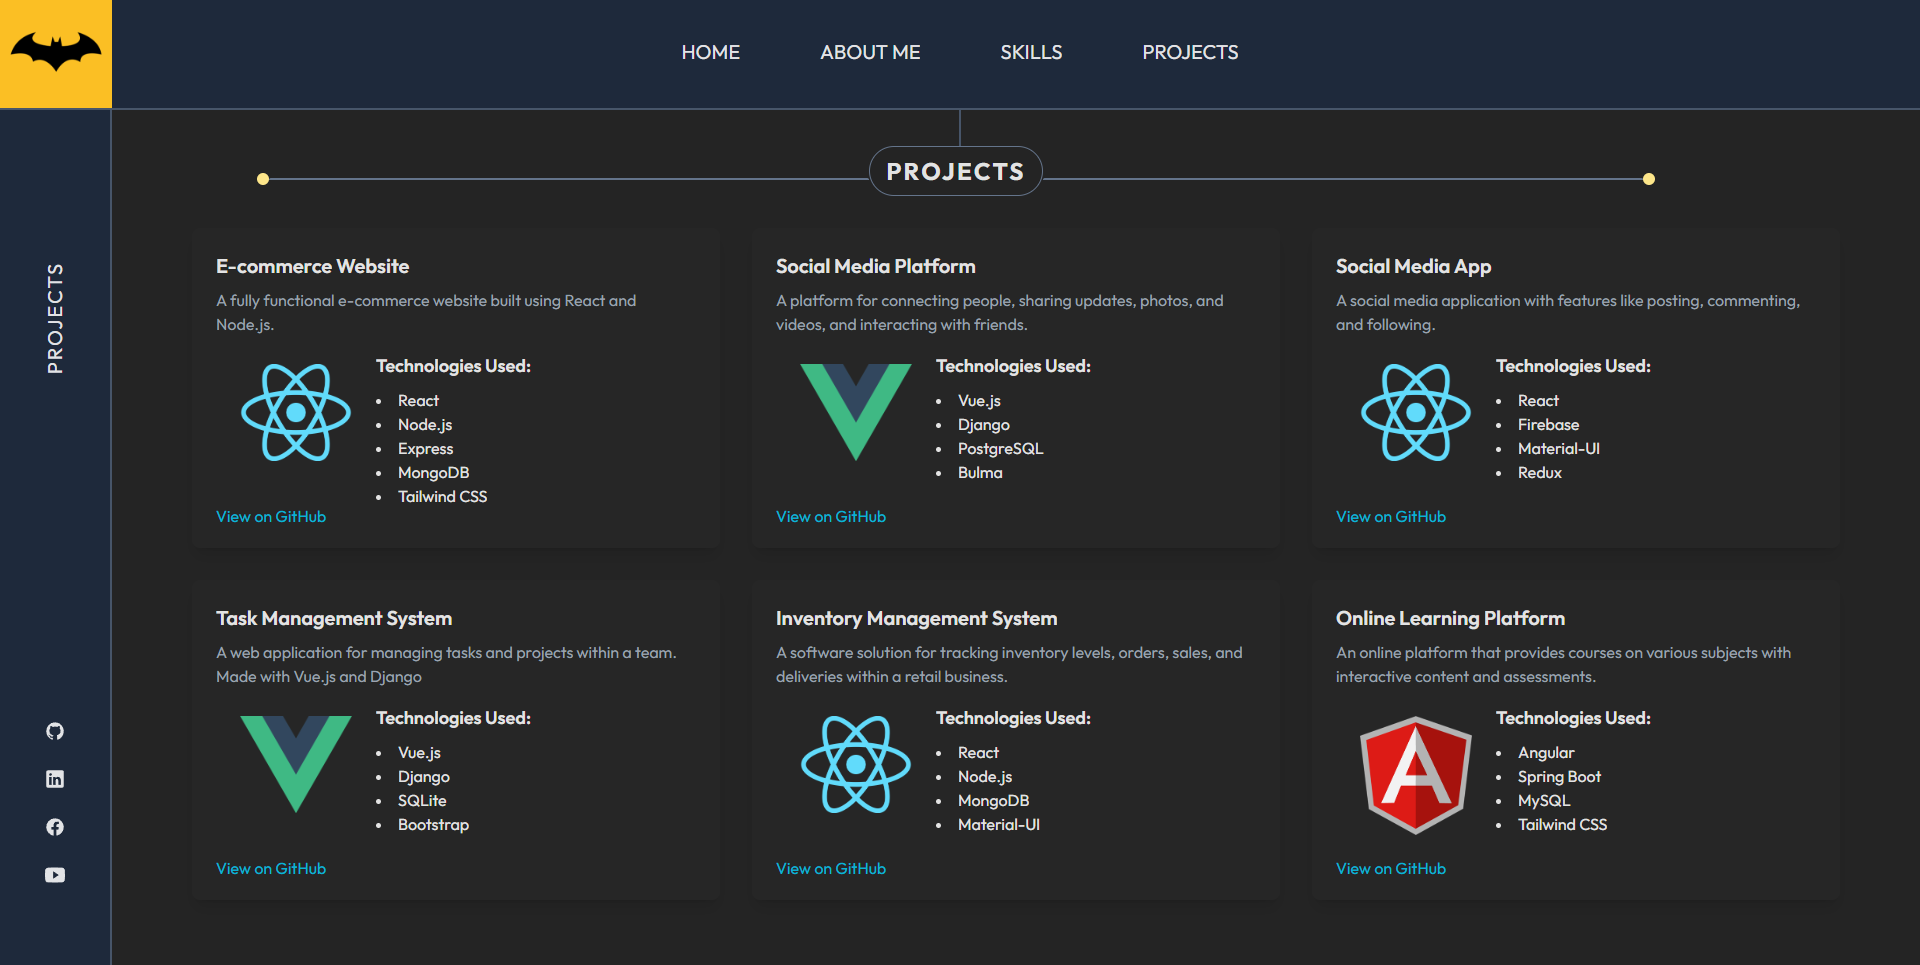 HOME
ABOUT ME
SKILLS
PROJECTS
PROJECTS
PROJECTS
E-commerce Website
A fully functional e-commerce website built using React and
Node.js.
Technologies Used:
React
Node.js
Express
MongoDB
Tailwind CSS
View on GitHub
Social Media Platform
A platform for connecting people, sharing updates, photos, and
videos, and interacting with friends.
Technologies Used:
Vue.js
Django
PostgreSQL
Bulma
View on GitHub
Social Media App
A social media application with features like posting, commenting,
and following.
Technologies Used:
React
Firebase
Material-UI
Redux
View on GitHub
Task Management System
A web application for managing tasks and projects within a team.
Made with Vue.js and Django
Technologies Used:
Vue.js
Django
SQLite
Bootstrap
View on GitHub
Inventory Management System
A software solution for tracking inventory levels, orders, sales, and
deliveries within a retail business.
Technologies Used:
React
Node.js
MongoDB
Material-UI
View on GitHub
Online Learning Platform
An online platform that provides courses on various subjects with
interactive content and assessments.
Technologies Used:
Angular
Spring Boot
MySQL
Tailwind CSS
View on GitHub